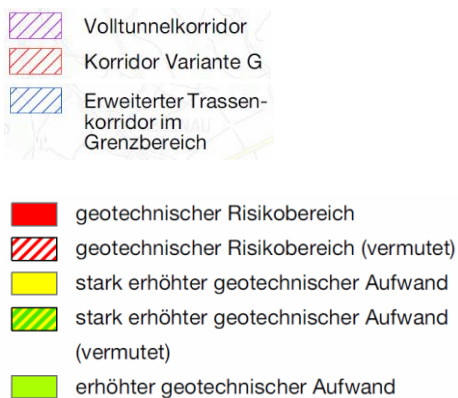 Volltunnelkorridor
Korridor Variante G
Erweiterter Trassen-
korridor im
Grenzbereich
geotechnischer Risikobereich
geotechnischer Risikobereich (vermutet)
stark erhöhter geotechnischer Aufwand
stark erhöhter geotechnischer Aufwand
(vermutet)
erhöhter geotechnischer Aufwand